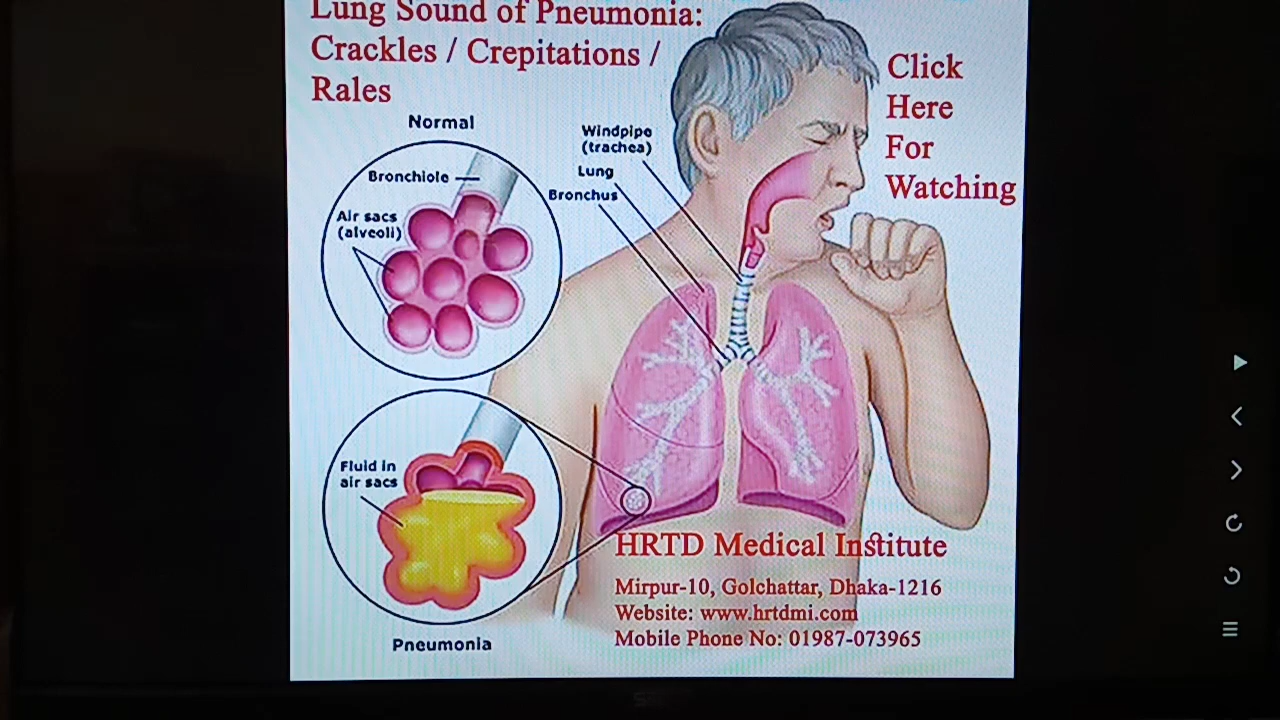 Lung Sound of Pneumonia:
Crackles / Crepitations /
Rales
Click
Here
For
Watching
Normal
Bronchiole
Air sacs
(alveoli)
Windpipe
(trachea)
Lung
Bronchus
Fluid in
air sacs
Pneumonia
HRTD Medical Institute
Mirpur-10, Golchattar, Dhaka-1216
Website: www.hrtdmi.com
Mobile Phone No: 01987-073965